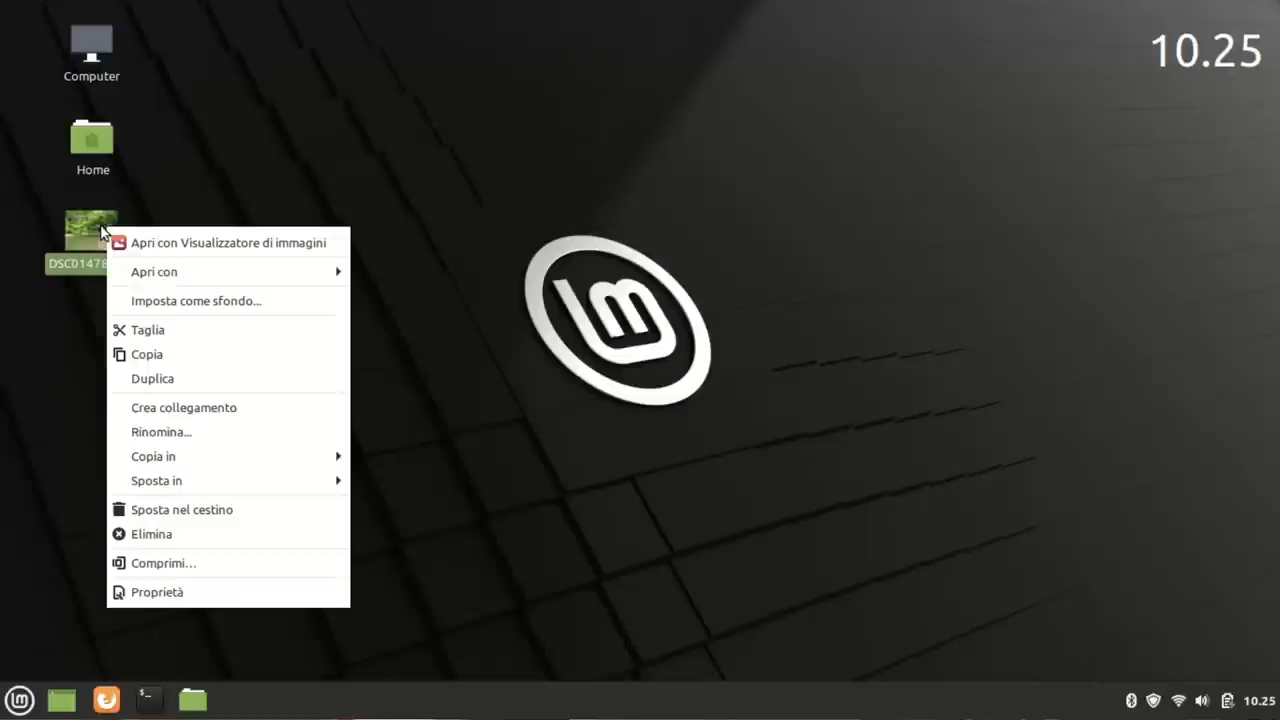 10.25
Computer
Home
DSC01478
Apri con Visualizzatore di immagini
Apri con
Imposta come sfondo...
Taglia
Copia
Duplica
Crea collegamento
Rinomina...
Copia in
Sposta in
Sposta nel cestino
Elimina
Comprimi...
Proprietà
10.25